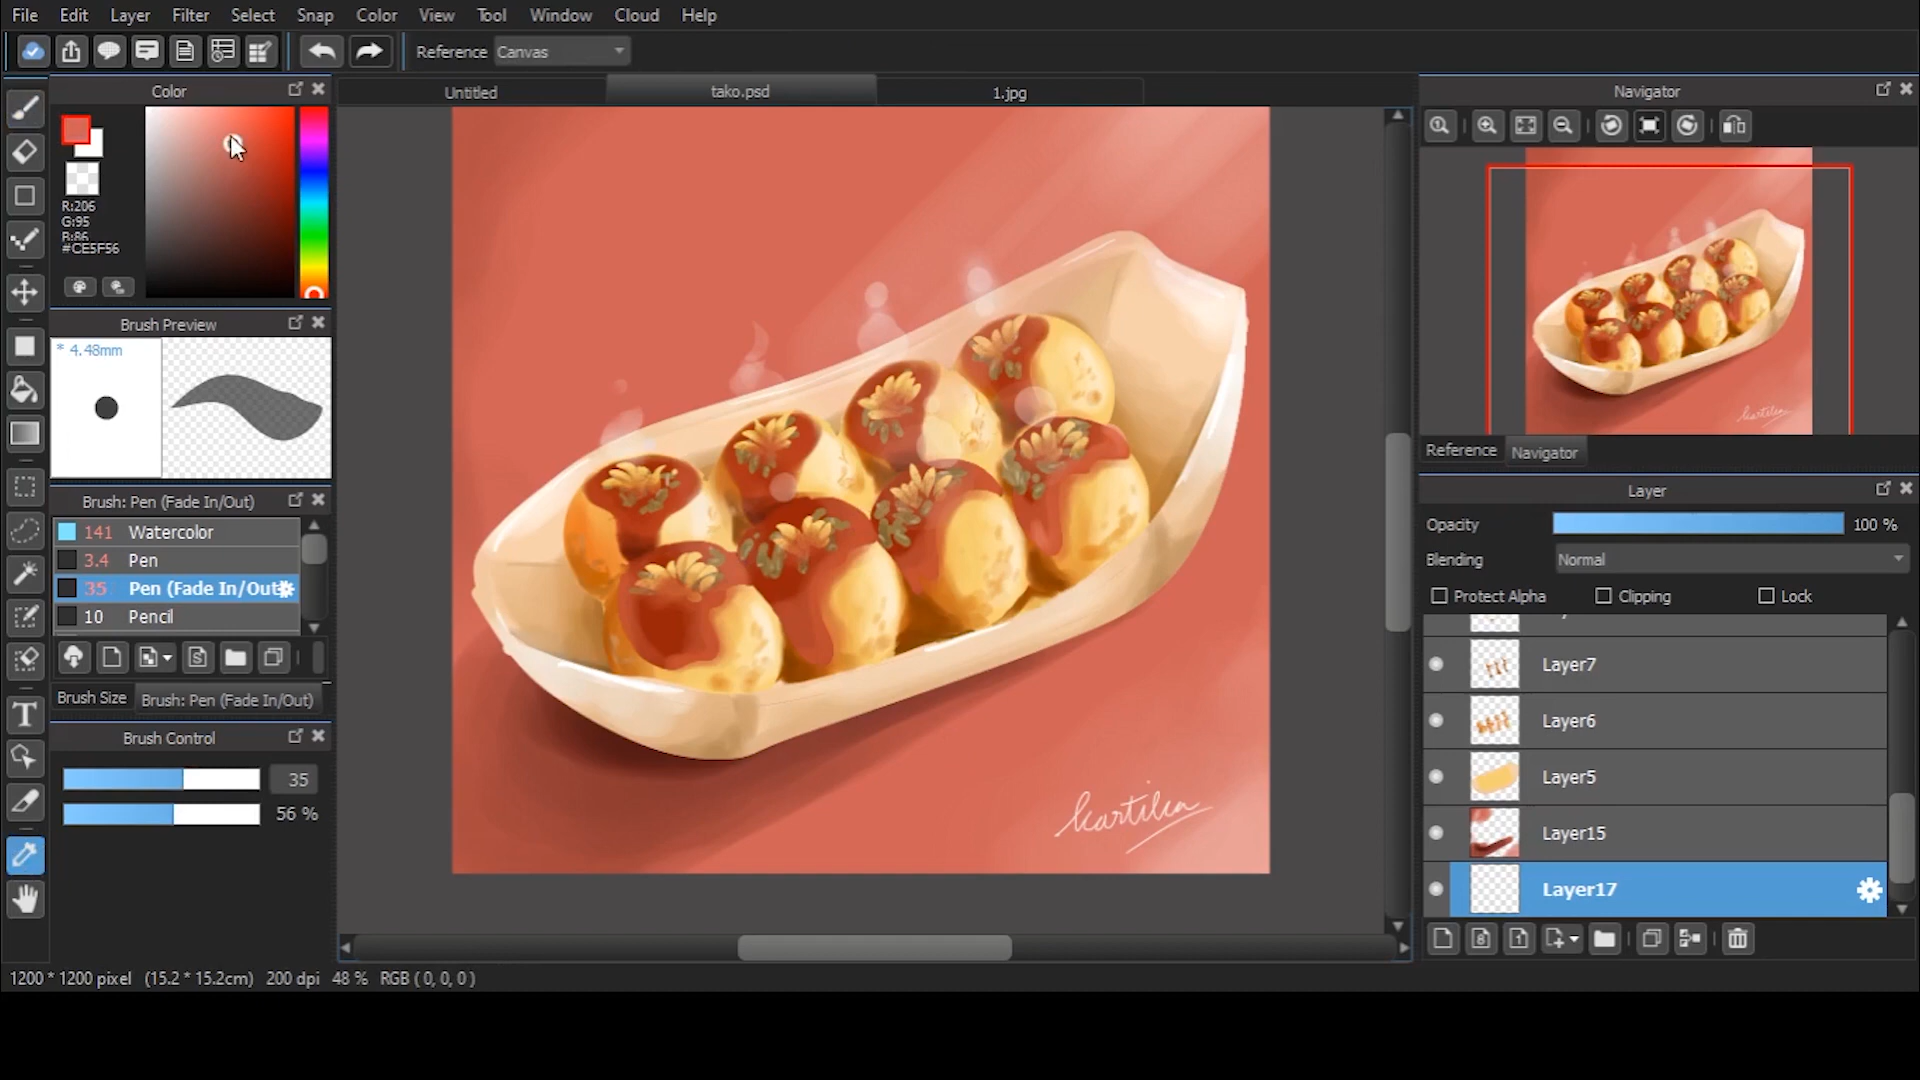 File Edit Layer Filter Select Snap Color View Tool Window Cloud Help
Reference Canvas
Color
Untitled tako.psd 1.jpg
Navigator
R:206
G:95
B:86
#CE5F56
Brush Preview
* 4.48mm
Reference Navigator
Brush: Pen (Fade In/Out)
141 Watercolor
3.4 Pen
35 Pen (Fade In/Out
10 Pencil
Brush Size Brush: Pen (Fade In/Out)
Brush Control
35
56 %
Layer
Opacity 100 %
Blending Normal
Protect Alpha Clipping Lock
Layer7
Layer6
Layer5
Layer15
Layer17
kartika
1200 * 1200 pixel (15.2 * 15.2cm) 200 dpi 48 % RGB ( 0, 0, 0 )